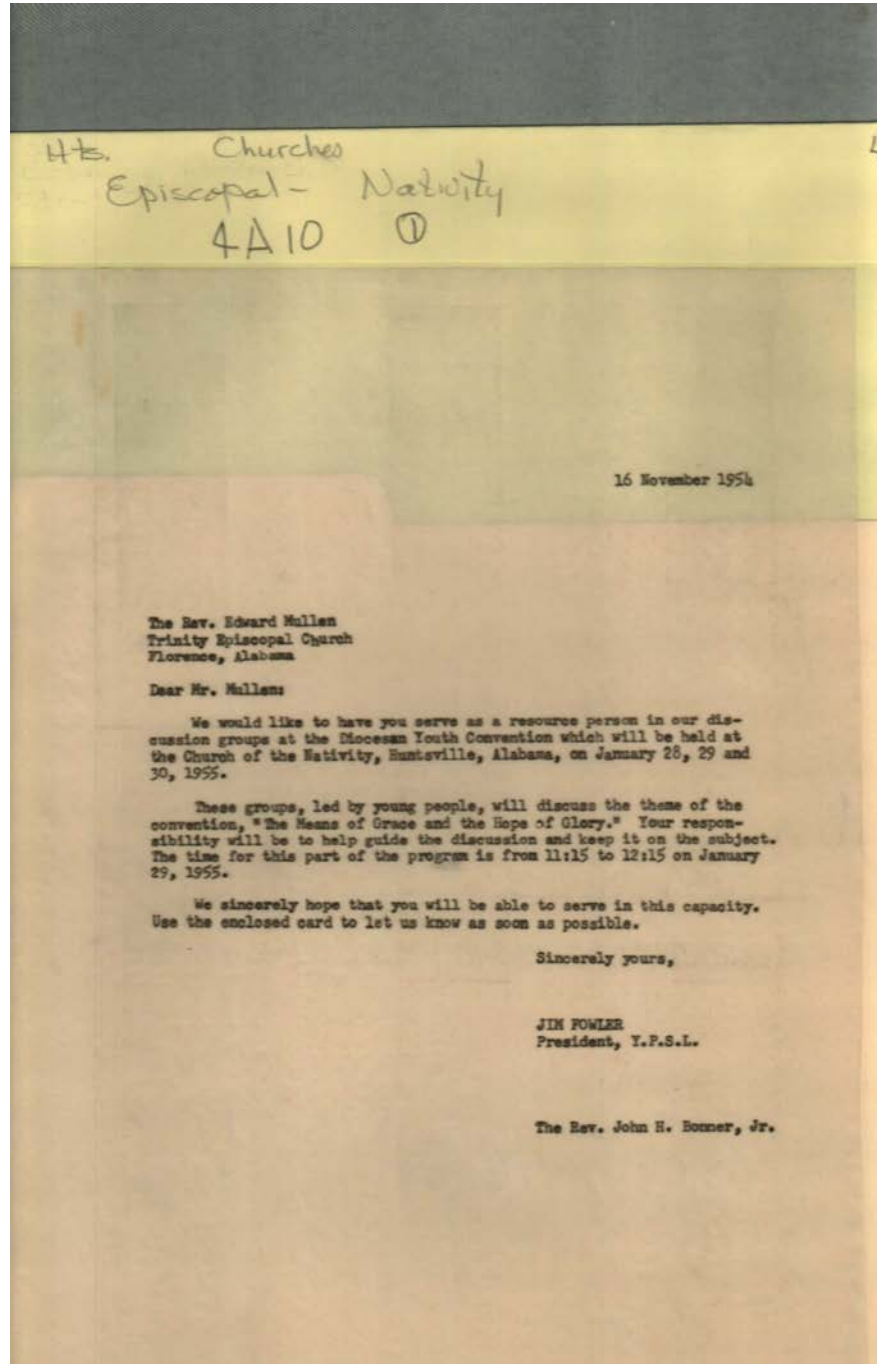 Hts. Churches
Episcopal - Nativity
4A10 ①
16 November 1954
The Rev. Edward Mullen
Trinity Episcopal Church
Florence, Alabama
Dear Mr. Mullen:
We would like to have you serve as a resource person in our dis-
cussion groups at the Diocesan Youth Convention which will be held at
the Church of the Nativity, Huntsville, Alabama, on January 28, 29 and
30, 1955.
These groups, led by young people, will discuss the theme of the
convention, "The Means of Grace and the Hope of Glory." Your respon-
sibility will be to help guide the discussion and keep it on the subject.
The time for this part of the program is from 11:15 to 12:15 on January
29, 1955.
We sincerely hope that you will be able to serve in this capacity.
Use the enclosed card to let us know as soon as possible.
Sincerely yours,
JIM FOWLER
President, Y.P.S.L.
The Rev. John H. Bonner, Jr.